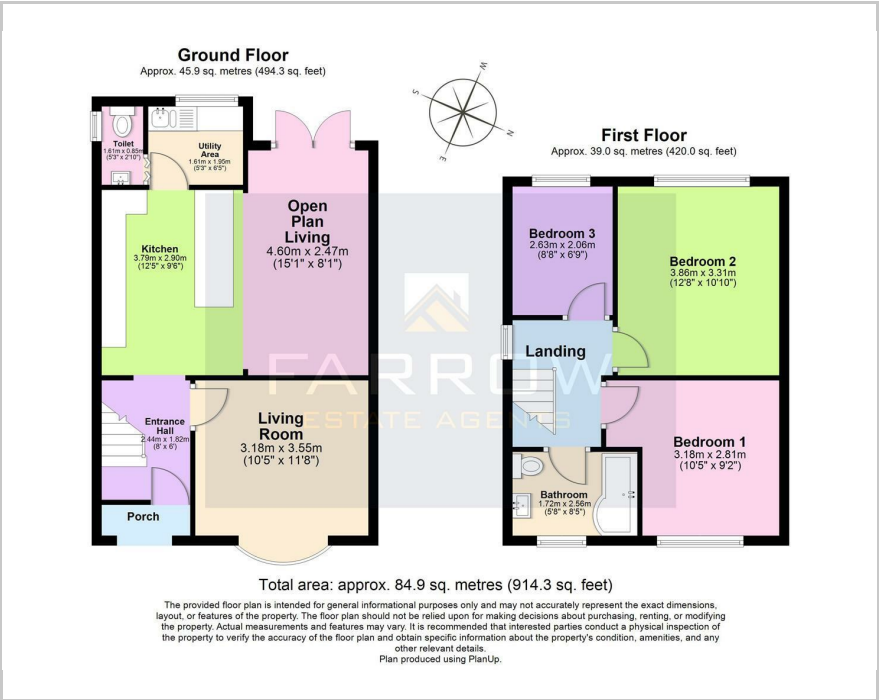 Ground Floor
Approx. 45.9 sq. metres (494.3 sq. feet)
Toilet
1.61m x 0.85m
(5'3" x 2'10")
Utility
Area
1.61m x 1.95m
(5'3" x 6'5")
Open
Plan
Living
4.60m x 2.47m
(15'1" x 8'1")
Kitchen
3.79m x 2.90m
(12'5" x 9'6")
Entrance
Hall
2.44m x 1.82m
(8' x 6')
Living
Room
3.18m x 3.55m
(10'5" x 11'8")
Porch
W
S
N
E
First Floor
Approx. 39.0 sq. metres (420.0 sq. feet)
Bedroom 3
2.63m x 2.06m
(8'8" x 6'9")
Bedroom 2
3.86m x 3.31m
(12'8" x 10'10")
Landing
Bedroom 1
3.18m x 2.81m
(10'5" x 9'2")
Bathroom
1.72m x 2.56m
(5'8" x 8'5")
FARROW
ESTATE AGENTS
Total area: approx. 84.9 sq. metres (914.3 sq. feet)
The provided floor plan is intended for general informational purposes only and may not accurately represent the exact dimensions,
layout, or features of the property. The floor plan should not be relied upon for making decisions about purchasing, renting, or modifying
the property. Actual measurements and features may vary. It is recommended that interested parties conduct a physical inspection of
the property to verify the accuracy of the floor plan and obtain specific information about the property's condition, amenities, and any
other relevant details.
Plan produced using PlanUp.